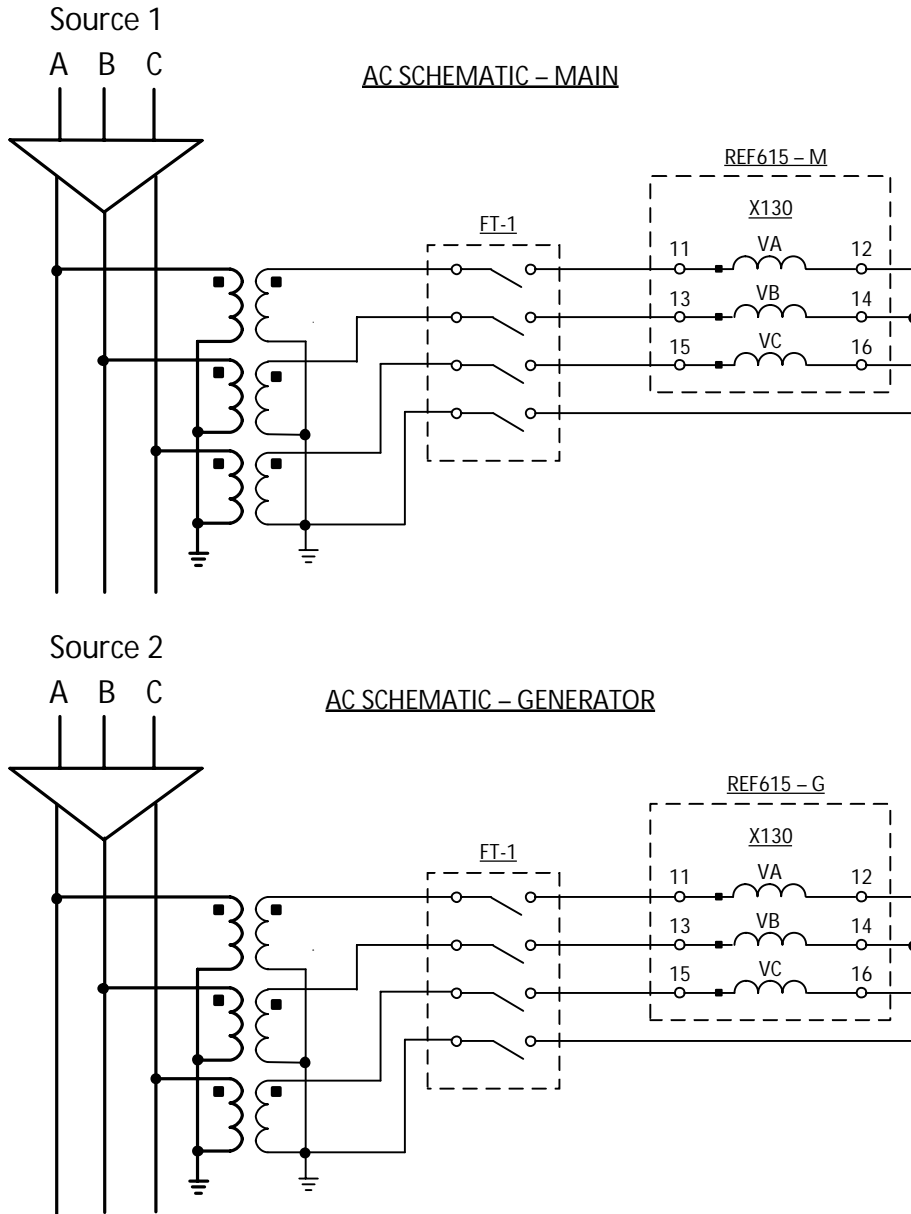 Source 1
A B C
AC SCHEMATIC – MAIN
REF615 – M
X130
FT-1
11 VA 12
13 VB 14
15 VC 16
Source 2
A B C
AC SCHEMATIC – GENERATOR
REF615 – G
X130
FT-1
11 VA 12
13 VB 14
15 VC 16